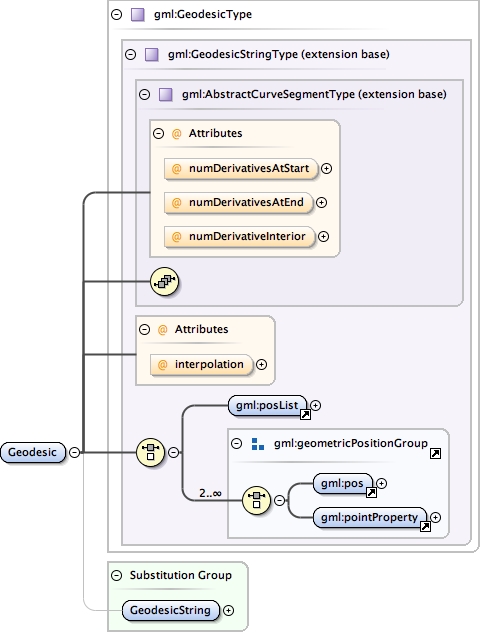 gml:GeodesicType
gml:GeodesicStringType (extension base)
gml:AbstractCurveSegmentType (extension base)
@ Attributes
@ numDerivativesAtStart
@ numDerivativesAtEnd
@ numDerivativeInterior
@ Attributes
@ interpolation
gml:posList
Geodesic
gml:geometricPositionGroup
2..∞
gml:pos
gml:pointProperty
Substitution Group
GeodesicString